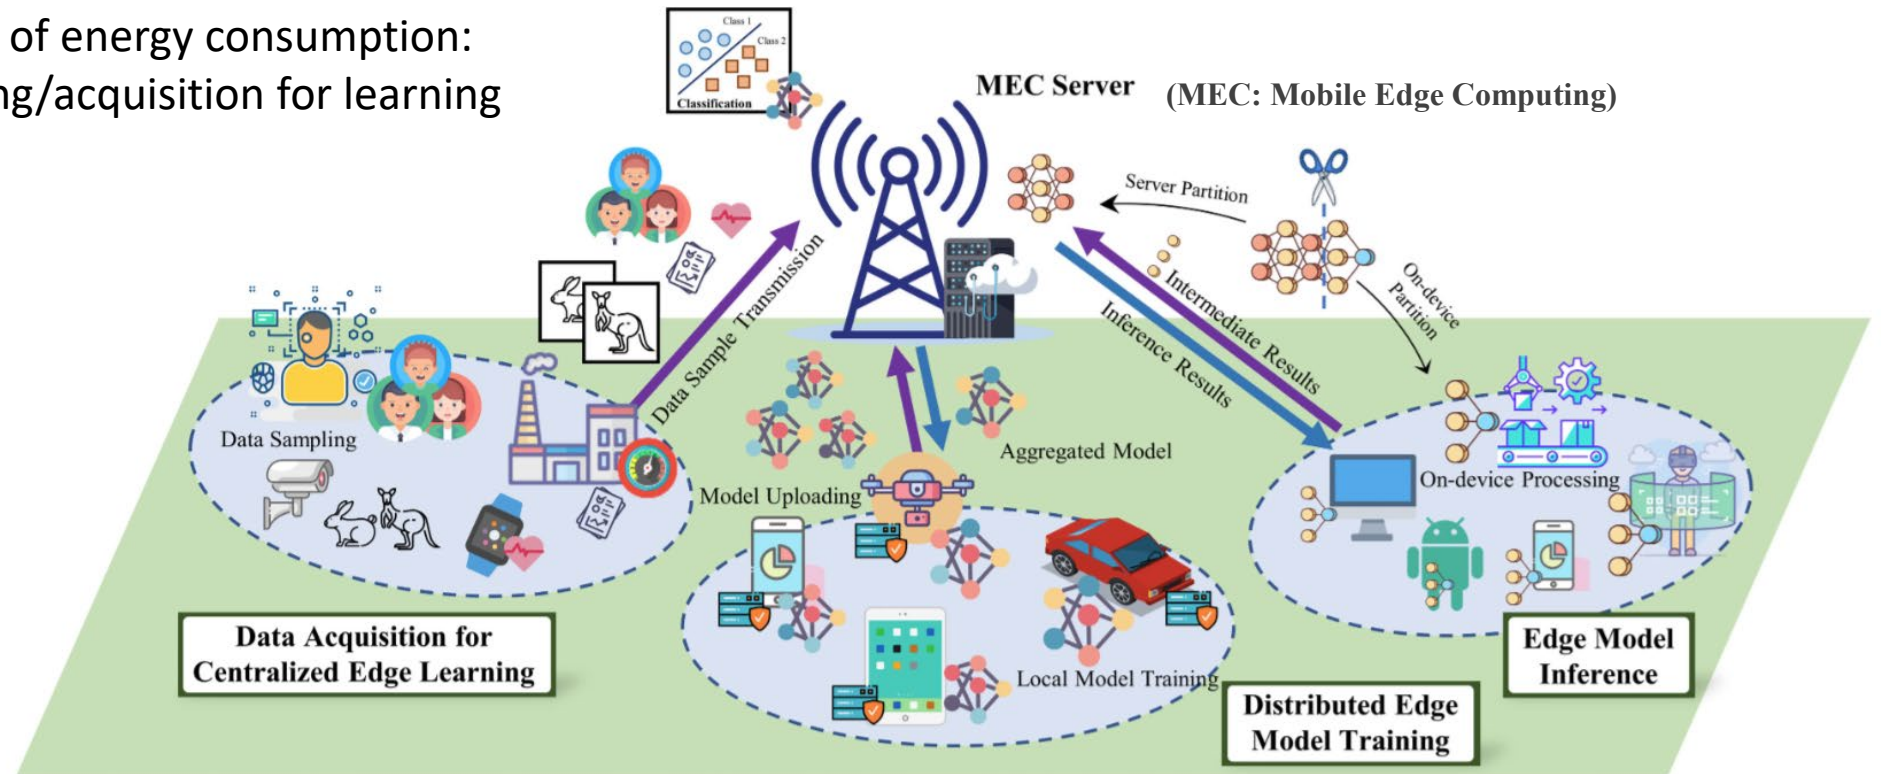 of energy consumption:
ng/acquisition for learning
Class 1
Class 2
Classification
MEC Server
(MEC: Mobile Edge Computing)
Server Partition
On-device
Partition
Data Sample Transmission
Intermediate Results
Inference Results
Data Sampling
Aggregated Model
Model Uploading
On-device Processing
Local Model Training
Data Acquisition for
Centralized Edge Learning
Edge Model
Inference
Distributed Edge
Model Training